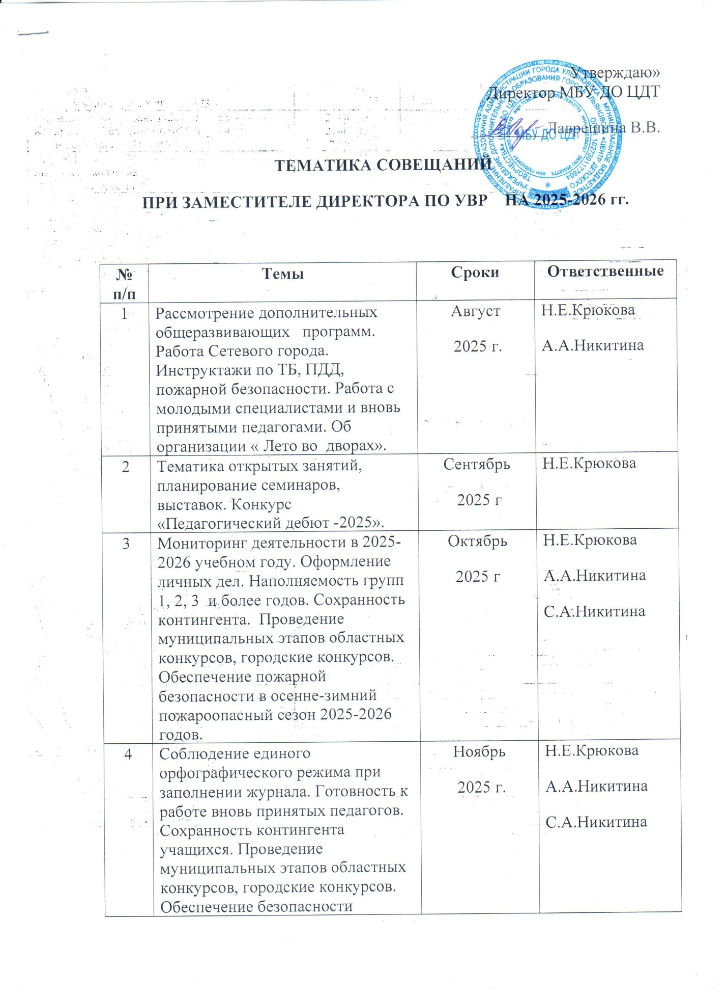 Утверждаю»
Директор МБУ ДО ЦДТ
Лаврешина В.В.
МБУ ДО ЦДТ
ТЕМАТИКА СОВЕЩАНИЙ
ПРИ ЗАМЕСТИТЕЛЕ ДИРЕКТОРА ПО УВР НА 2025-2026 гг.
№ Темы Сроки Ответственные
п/п
1 Рассмотрение дополнительных Август Н.Е.Крюкова
общеразвивающих программ.
Работа Сетевого города. 2025 г. А.А.Никитина
Инструктажи по ТБ, ПДД,
пожарной безопасности. Работа с
молодыми специалистами и вновь
принятыми педагогами. Об
организации « Лето во дворах».
2 Тематика открытых занятий, Сентябрь Н.Е.Крюкова
планирование семинаров,
выставок. Конкурс 2025 г
«Педагогический дебют -2025».
3 Мониторинг деятельности в 2025- Октябрь Н.Е.Крюкова
2026 учебном году. Оформление
личных дел. Наполняемость групп 2025 г А.А.Никитина
1, 2, 3 и более годов. Сохранность С.А.Никитина
контингента. Проведение
муниципальных этапов областных
конкурсов, городские конкурсов.
Обеспечение пожарной
безопасности в осенне-зимний
пожароопасный сезон 2025-2026
годов.
4 Соблюдение единого Ноябрь Н.Е.Крюкова
орфографического режима при
заполнении журнала. Готовность к 2025 г. А.А.Никитина
работе вновь принятых педагогов.
Сохранность контингента С.А.Никитина
учащихся. Проведение
муниципальных этапов областных
конкурсов, городские конкурсов.
Обеспечение безопасности